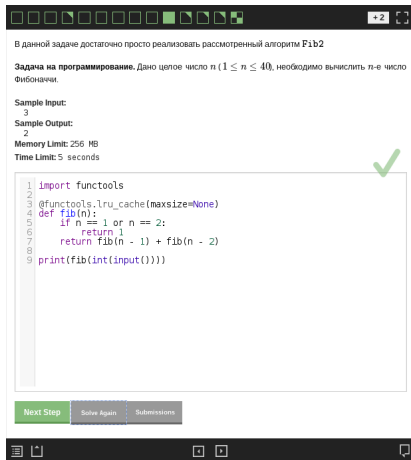 +2
В данной задаче достаточно просто реализовать рассмотренный алгоритм Fib2
Задача на программирование. Дано целое число n (1 ≤ n ≤ 40), необходимо вычислить n-е число
Фибоначчи.
Sample Input:
3
Sample Output:
2
Memory Limit: 256 MB
Time Limit: 5 seconds
1 import functools
2
3 @functools.lru_cache(maxsize=None)
4 def fib(n):
5     if n == 1 or n == 2:
6         return 1
7     return fib(n - 1) + fib(n - 2)
8
9 print(fib(int(input())))
Next Step Solve Again Submissions